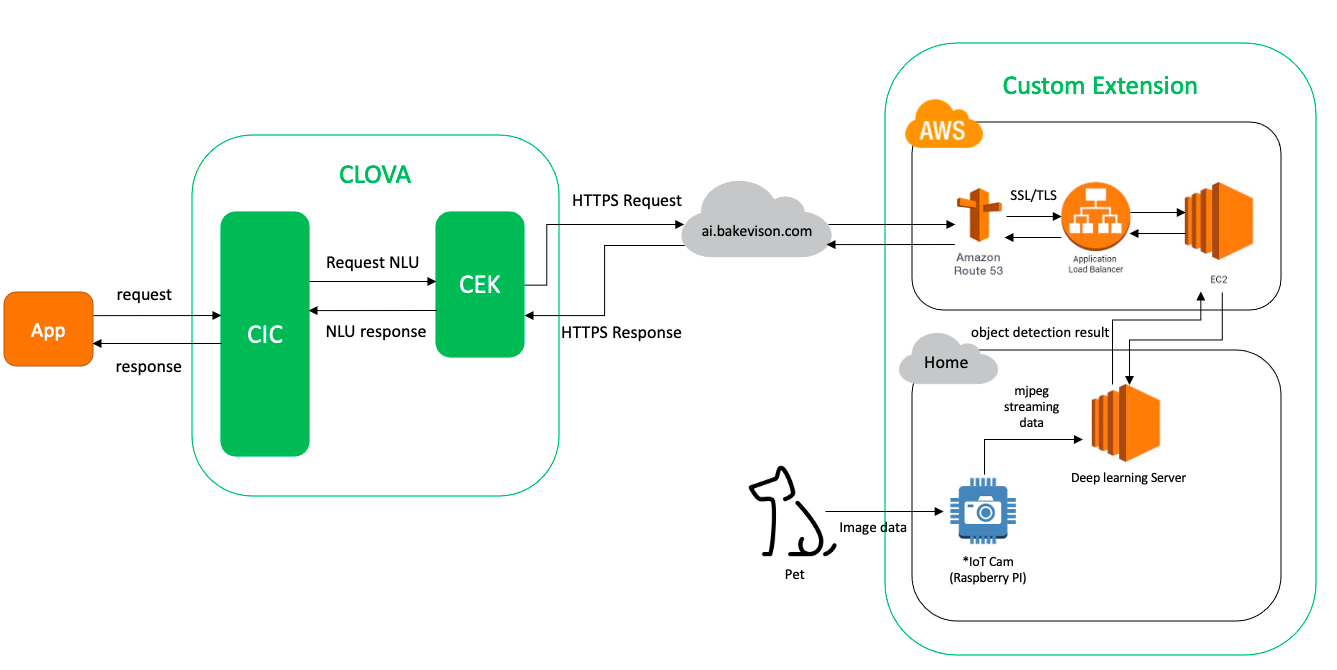 Custom Extension
AWS
CLOVA
HTTPS Request
ai.bakevison.com
SSL/TLS
Amazon
Route 53
Application
Load Balancer
EC2
Request NLU
CEK
request
App
CIC
NLU response
HTTPS Response
response
object detection result
Home
mjpeg
streaming
data
Deep learning Server
Image data
*IoT Cam
(Raspberry PI)
Pet